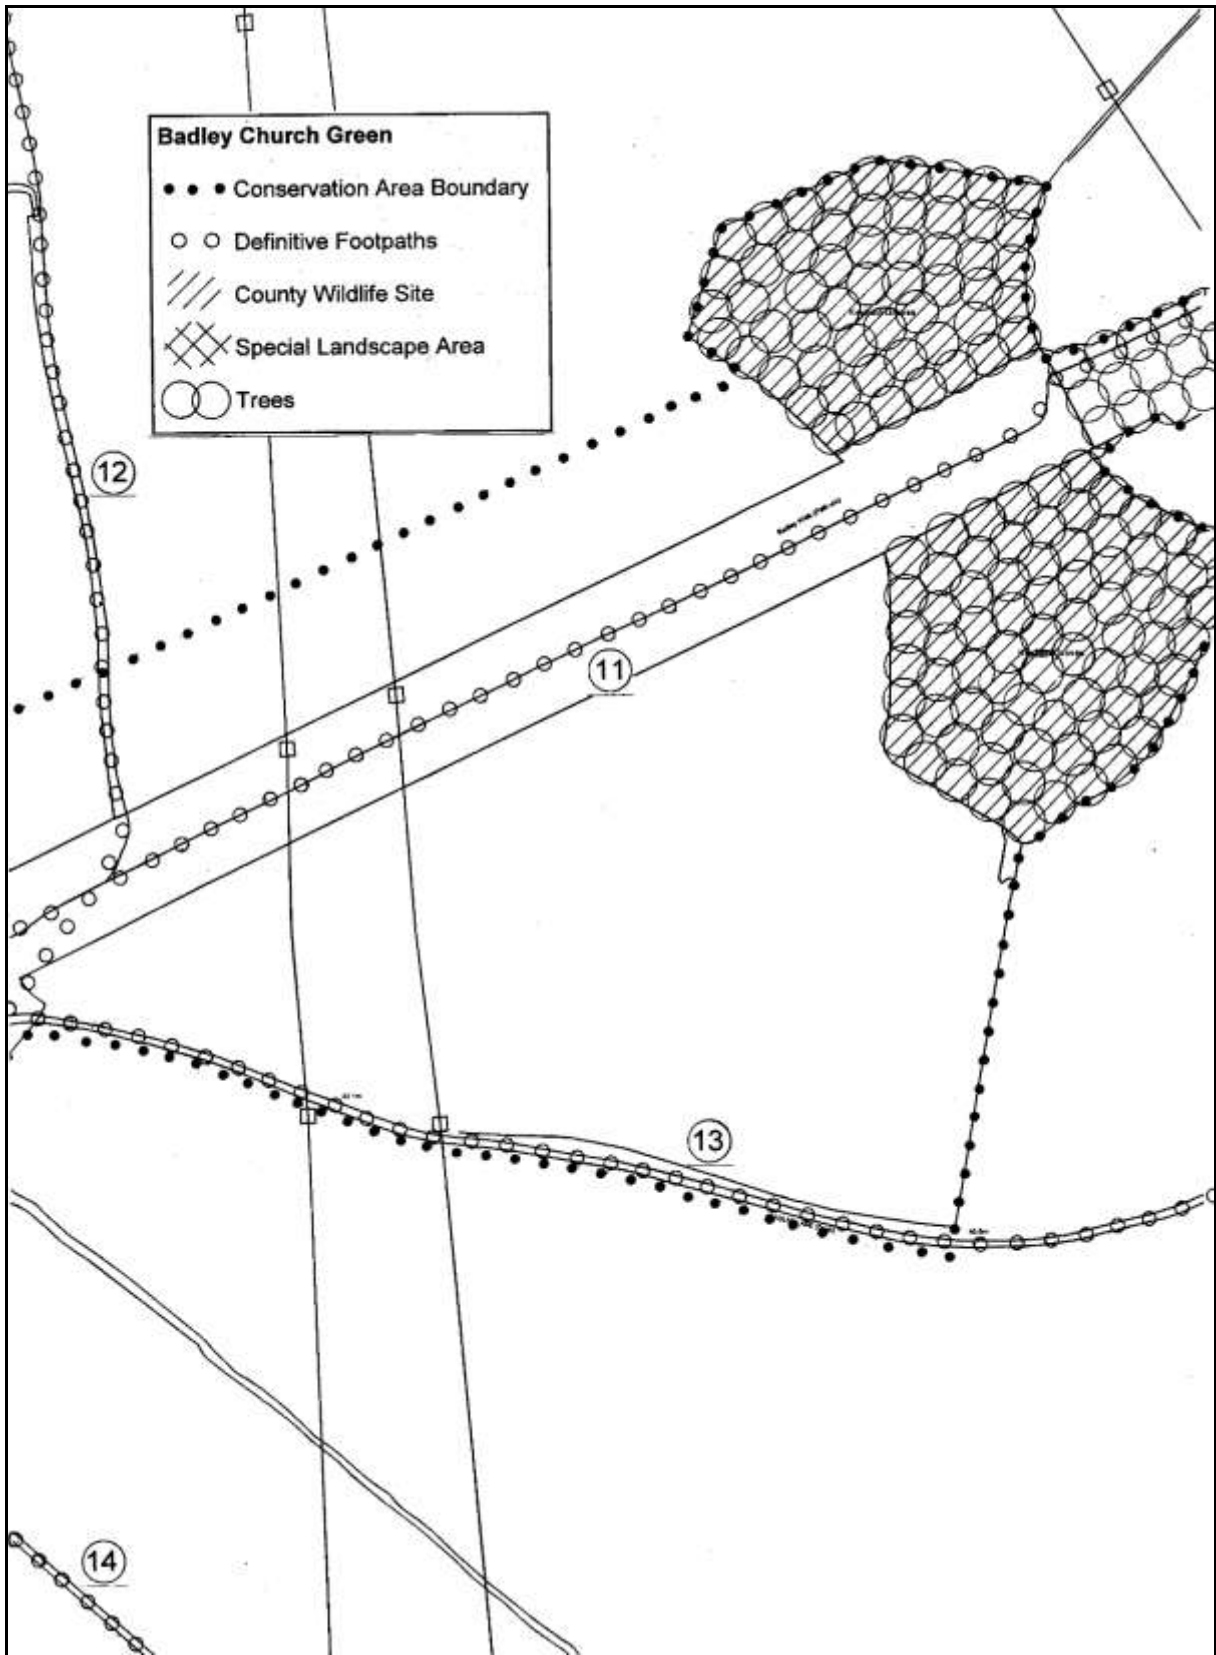 Badley Church Green
Conservation Area Boundary
Definitive Footpaths
County Wildlife Site
Special Landscape Area
Trees
12
11
13
14